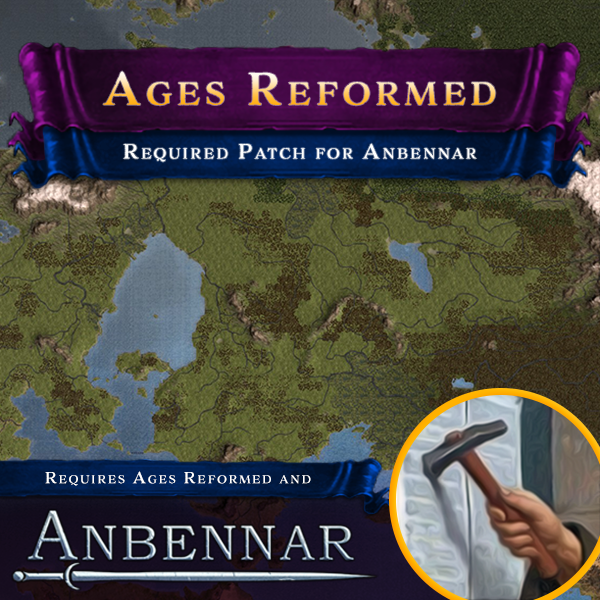 Ages Reformed
Required Patch for Anbennar
Requires Ages Reformed and
Anbennar